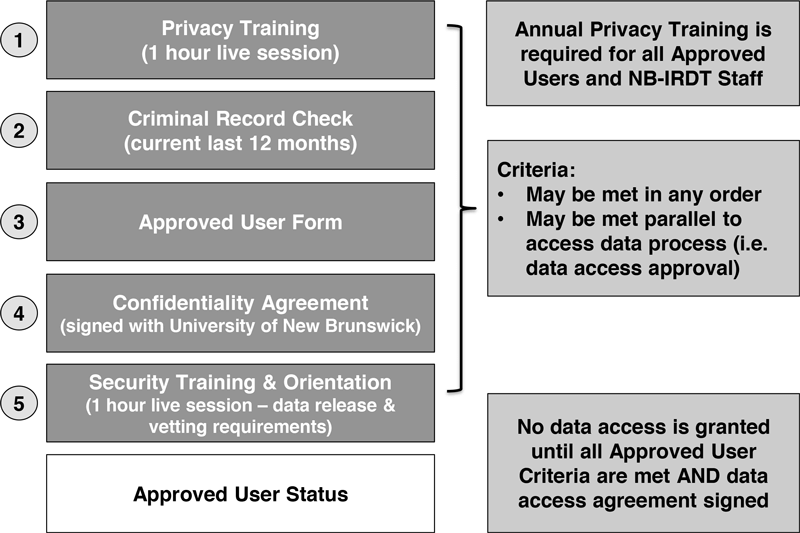 1
Privacy Training
(1 hour live session)
2
Criminal Record Check
(current last 12 months)
3
Approved User Form
4
Confidentiality Agreement
(signed with University of New Brunswick)
5
Security Training & Orientation
(1 hour live session – data release &
vetting requirements)
Approved User Status
Annual Privacy Training is
required for all Approved
Users and NB-IRDT Staff
Criteria:
• May be met in any order
• May be met parallel to
access data process (i.e.
data access approval)
No data access is granted
until all Approved User
Criteria are met AND data
access agreement signed